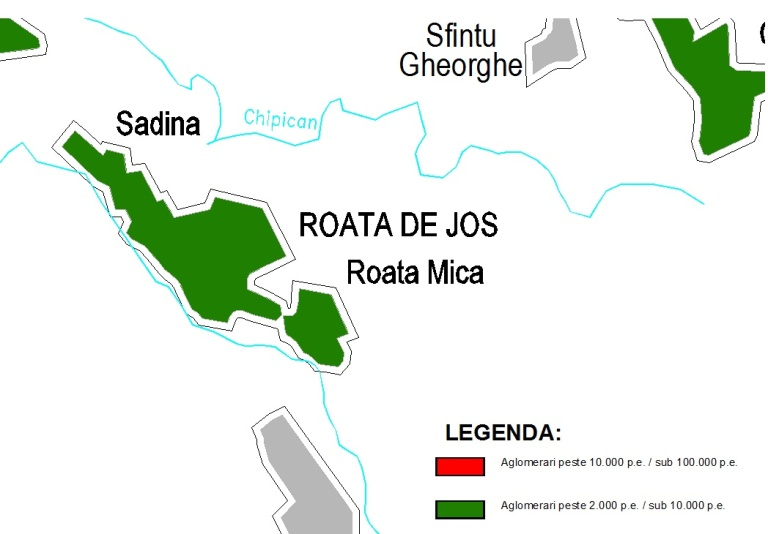 Sfintu
Gheorghe
Sadina
Chipican
ROATA DE JOS
Roata Mica
LEGENDA:
Aglomerari peste 10.000 p.e. / sub 100.000 p.e.
Aglomerari peste 2.000 p.e. / sub 10.000 p.e.